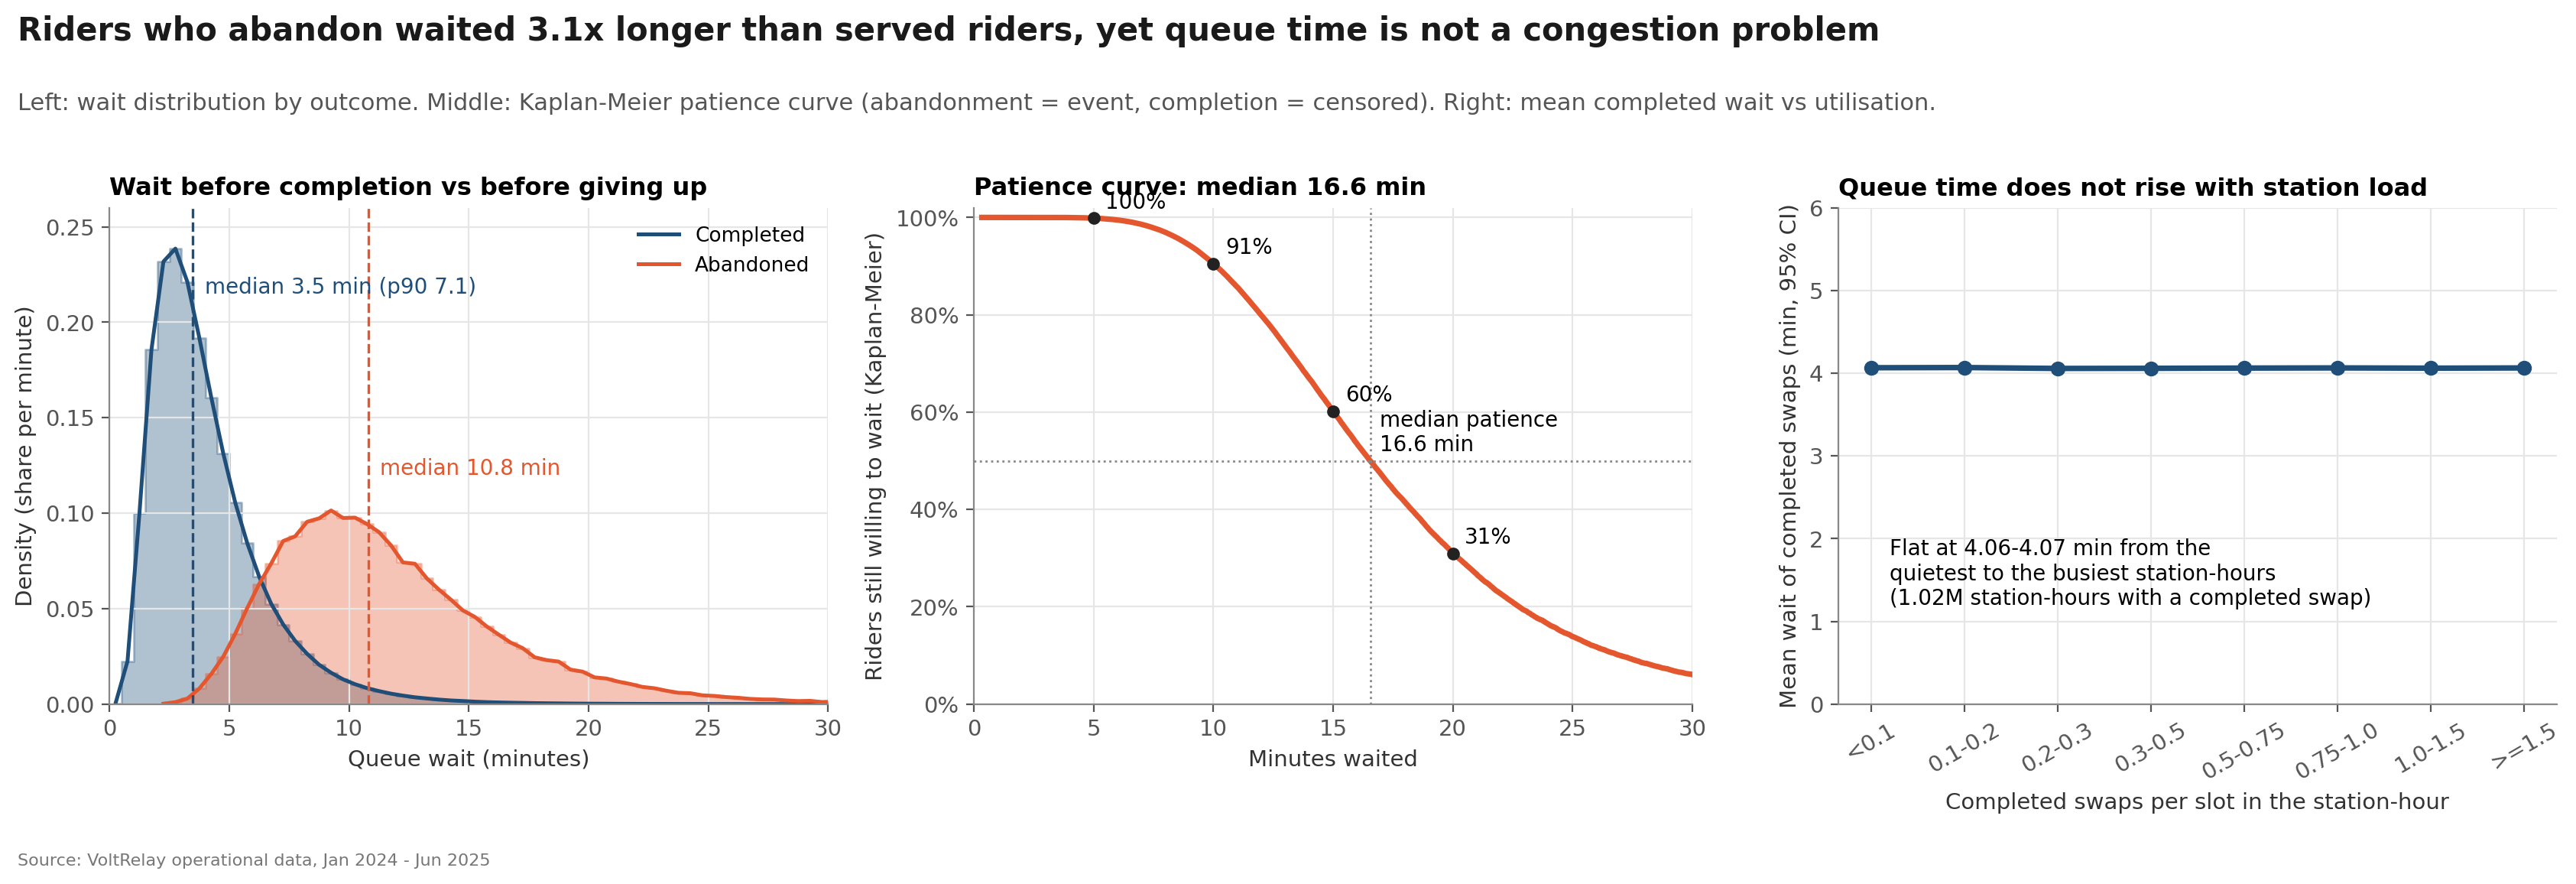 Riders who abandon waited 3.1x longer than served riders, yet queue time is not a congestion problem
Left: wait distribution by outcome. Middle: Kaplan-Meier patience curve (abandonment = event, completion = censored). Right: mean completed wait vs utilisation.
Wait before completion vs before giving up
Density (share per minute)
0.25
0.20
0.15
0.10
0.05
0.00
Completed
Abandoned
median 3.5 min (p90 7.1)
median 10.8 min
0 5 10 15 20 25 30
Queue wait (minutes)
Patience curve: median 16.6 min
Riders still willing to wait (Kaplan-Meier)
100%
80%
60%
40%
20%
0%
100%
91%
60%
median patience
16.6 min
31%
0 5 10 15 20 25 30
Minutes waited
Queue time does not rise with station load
Mean wait of completed swaps (min, 95% CI)
6
5
4
3
2
1
0
Flat at 4.06-4.07 min from the
quietest to the busiest station-hours
(1.02M station-hours with a completed swap)
<0.1 0.1-0.2 0.2-0.3 0.3-0.5 0.5-0.75 0.75-1.0 1.0-1.5 >=1.5
Completed swaps per slot in the station-hour
Source: VoltRelay operational data, Jan 2024 - Jun 2025